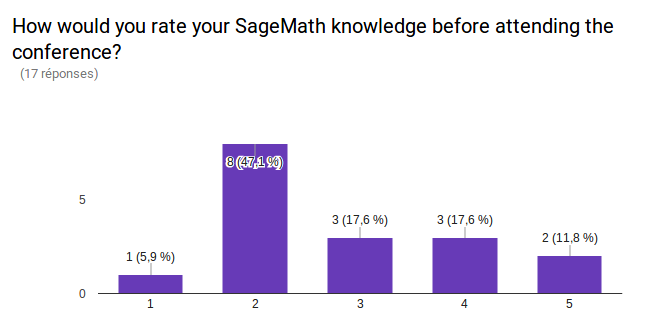 How would you rate your SageMath knowledge before attending the
conference?
(17 réponses)
8 (47,1 %)
5
3 (17,6 %)
3 (17,6 %)
2 (11,8 %)
1 (5,9 %)
0
1
2
3
4
5